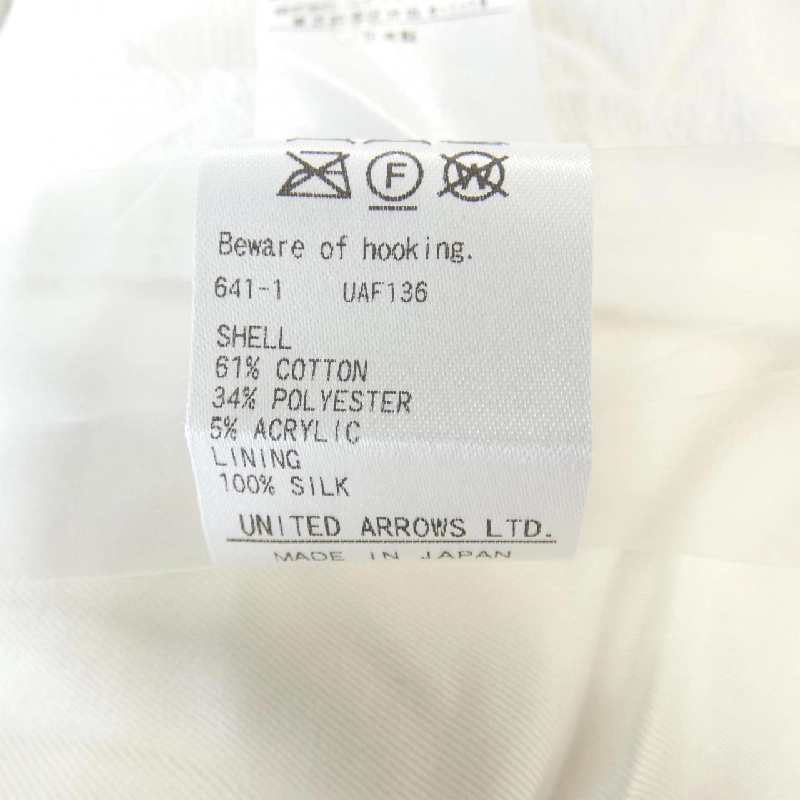 F W
Beware of hooking.
641-1 UAF136
SHELL
61% COTTON
34% POLYESTER
5% ACRYLIC
LINING
100% SILK
UNITED ARROWS LTD.
MADE IN JAPAN